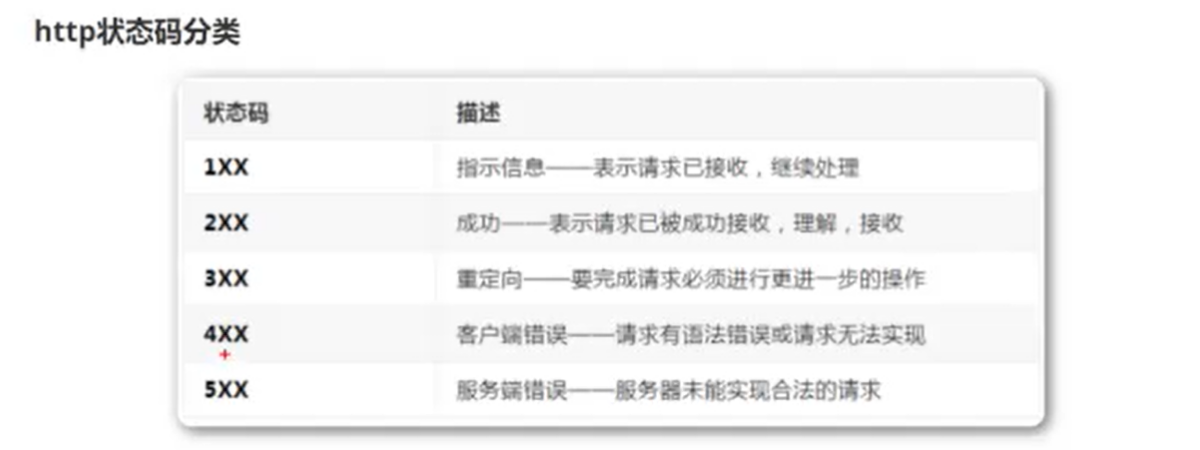 http状态码分类
状态码 描述
1XX 指示信息——表示请求已接收，继续处理
2XX 成功——表示请求已被成功接收，理解，接收
3XX 重定向——要完成请求必须进行更进一步的操作
4XX 客户端错误——请求有语法错误或请求无法实现
5XX 服务端错误——服务器未能实现合法的请求